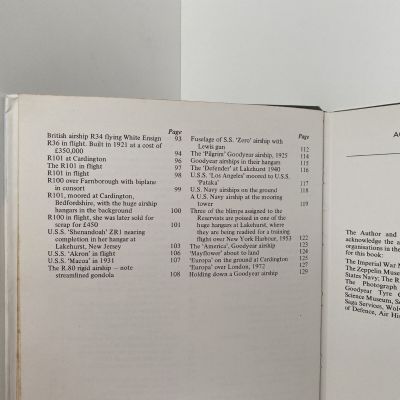 Page
British airship R34 flying White Ensign 93
R36 in flight. Built in 1921 at a cost of
£350,000 94
R101 at Cardington 96
The R101 in flight 97
R101 in flight 98
R100 over Farnborough with biplane
in consort 99
R101, moored at Cardington,
Bedfordshire, with the huge airship
hangars in the background 100
R100 in flight, she was later sold for
scrap for £450 101
U.S.S. 'Shenandoah' ZR1 nearing
completion in her hangar at
Lakehurst, New Jersey 103
U.S.S. 'Akron' in flight 106
U.S.S. 'Macon' in 1931 107
The R.80 rigid airship – note
streamlined gondola 108
Page
Fuselage of S.S. 'Zero' airship with
Lewis gun 112
The 'Pilgrim' Goodyear airship, 1925 114
Goodyear airships in their hangars 115
The 'Defender' at Lakehurst 1940 116
U.S.S. 'Los Angeles' moored to U.S.S.
'Pataka' 117
U.S. Navy airships on the ground 118
A U.S. Navy airship at the mooring
tower 119
Three of the blimps assigned to the
Reservists are poised in one of the
huge hangars at Lakehurst, where
they are being readied for a training
flight over New York Harbour, 1953 122
The 'America', Goodyear airship 123
'Mayflower' about to land 124
'Europa' on the ground at Cardington 125
'Europa' over London, 1972 127
Holding down a Goodyear airship 129
The Author and
acknowledge the a
organisations in the
for this book:
The Imperial War M
The Zeppelin Museu
States Navy; The R
The Photograph
Goodyear Tyre
Science Museum, S
Saga Services, Wolv
of Defence, Air His